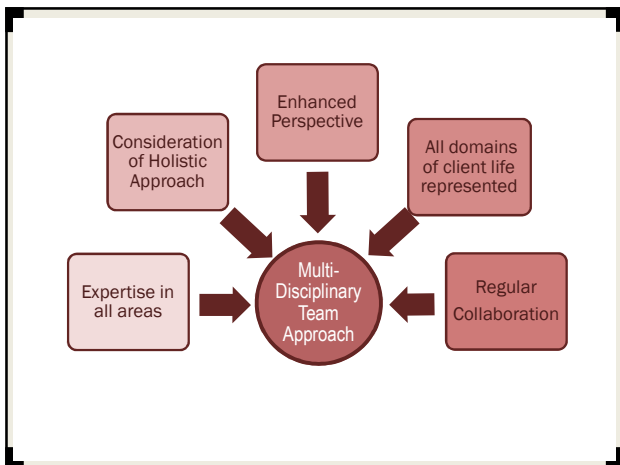 Enhanced
Perspective
Consideration
of Holistic
Approach
All domains
of client life
represented
Expertise in
all areas
Multi-
Disciplinary
Team
Approach
Regular
Collaboration